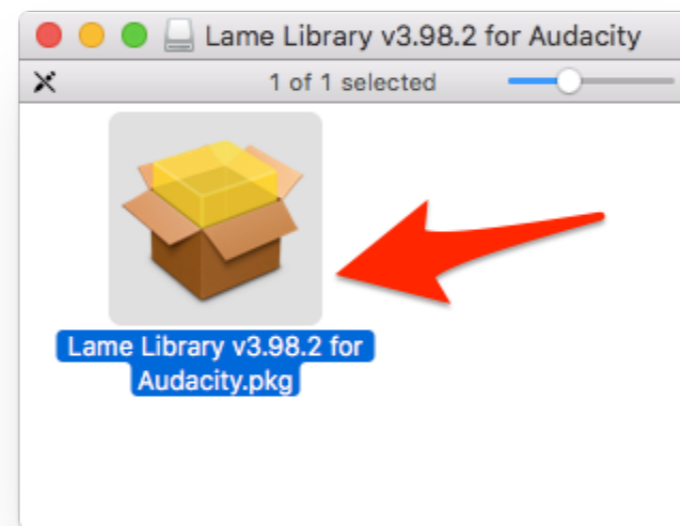 Lame Library v3.98.2 for Audacity
1 of 1 selected
Lame Library v3.98.2 for
Audacity.pkg